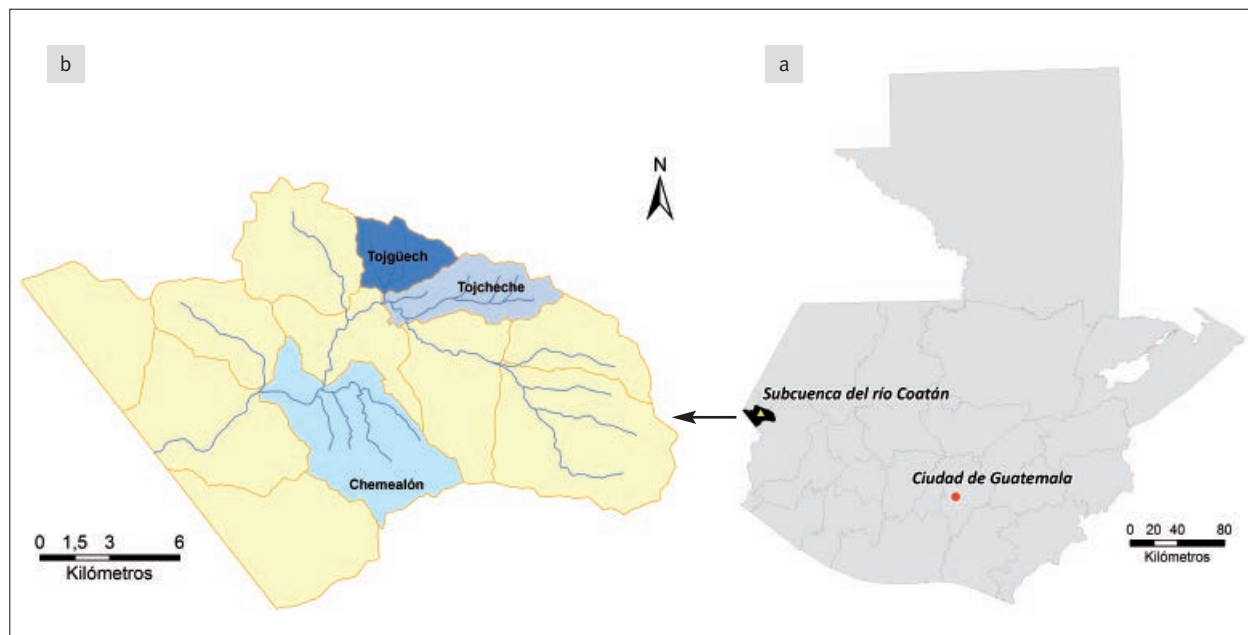 b
a
N
Tojgüech
Tojcheche
Chemealón
0 1,5 3 6
Kilómetros
Subcuenca del río Coatán
Ciudad de Guatemala
0 20 40 80
Kilómetros